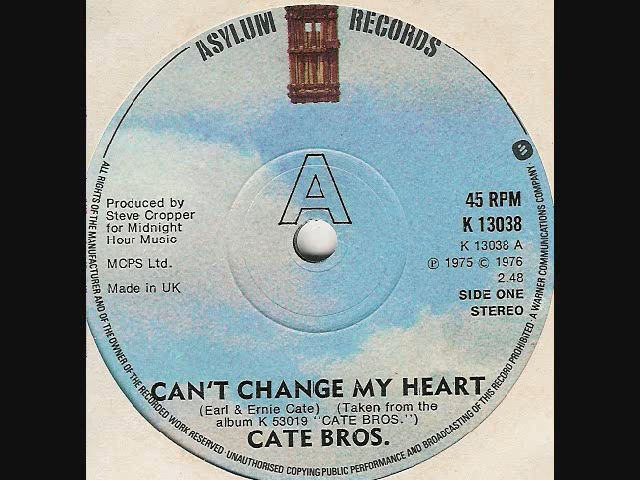 ASYLUM RECORDS
A
Produced by
Steve Cropper
for Midnight
Hour Music
MCPS Ltd.
Made in UK
45 RPM
K 13038
K 13038 A
℗ 1975 © 1976
2.48
SIDE ONE
STEREO
CAN'T CHANGE MY HEART
(Earl & Ernie Cate) (Taken from the
album K 53019 "CATE BROS.")
CATE BROS.
ALL RIGHTS OF THE MANUFACTURER AND OF THE OWNER OF THE RECORDED WORK RESERVED · UNAUTHORISED COPYING PUBLIC PERFORMANCE AND BROADCASTING OF THIS RECORD PROHIBITED · A WARNER COMMUNICATIONS COMPANY ·